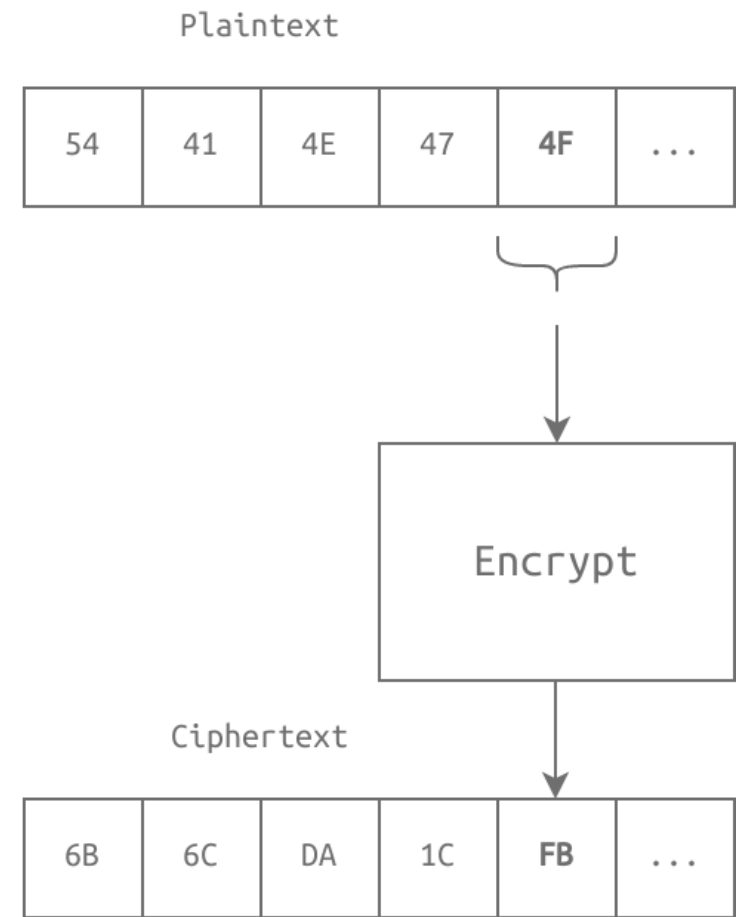 Plaintext
54 41 4E 47 4F ...
Encrypt
Ciphertext
6B 6C DA 1C FB ...